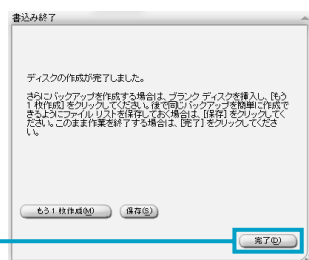 書込み終了
ディスクの作成が完了しました。
さらにバックアップを作成する場合は、ブランク ディスクを挿入し、[もう
1 枚作成] をクリックしてください。後で同じバックアップを簡単に作成で
きるようにファイル リストを保存しておく場合は、[保存] をクリックしてく
ださい。このまま作業を終了する場合は、[完了] をクリックしてくださ
い。
もう1 枚作成(M) 保存(S)
完了(D)